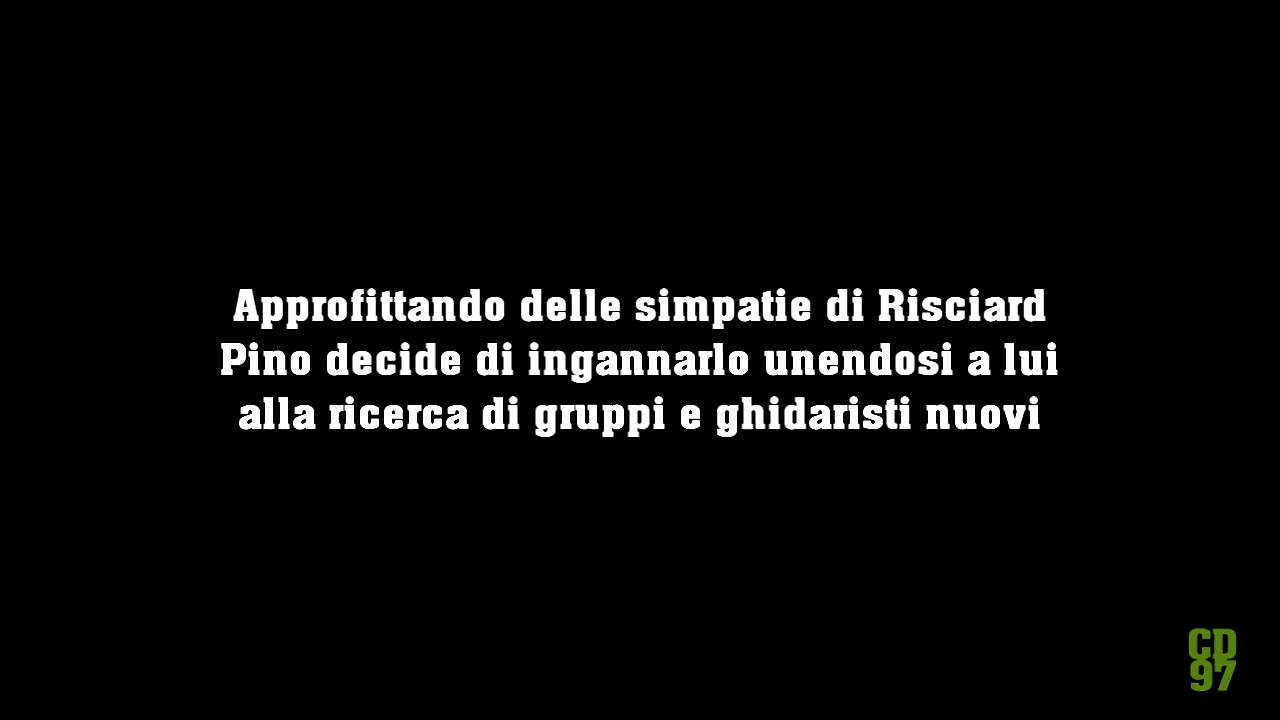 Approfittando delle simpatie di Risciard
Pino decide di ingannarlo unendosi a lui
alla ricerca di gruppi e ghidaristi nuovi
CD
97